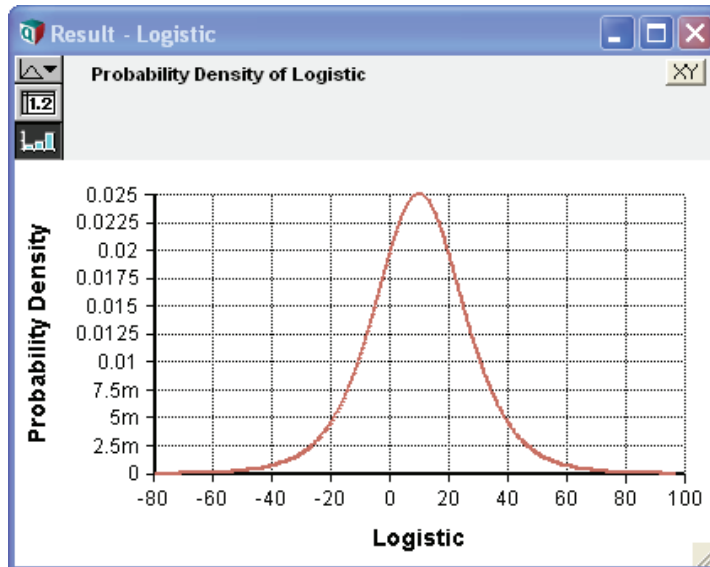 Result - Logistic
Probability Density of Logistic
XY
1.2
Probability Density
0.025
0.0225
0.02
0.0175
0.015
0.0125
0.01
7.5m
5m
2.5m
0
-80 -60 -40 -20 0 20 40 60 80 100
Logistic